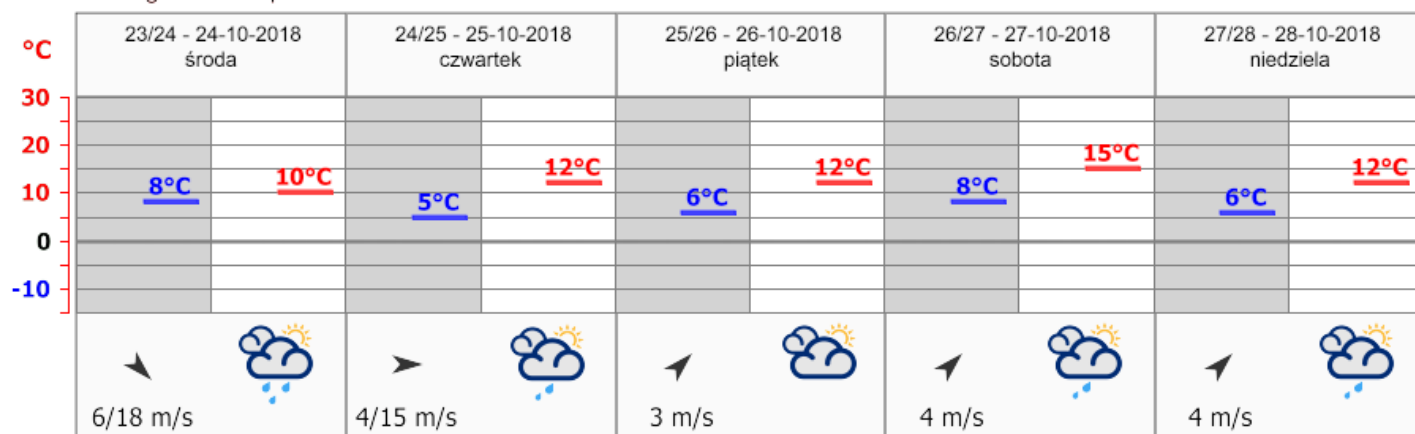 °C
23/24 - 24-10-2018
środa
24/25 - 25-10-2018
czwartek
25/26 - 26-10-2018
piątek
26/27 - 27-10-2018
sobota
27/28 - 28-10-2018
niedziela
30
20
10
0
-10
8°C
10°C
5°C
12°C
6°C
12°C
8°C
15°C
6°C
12°C
6/18 m/s
4/15 m/s
3 m/s
4 m/s
4 m/s